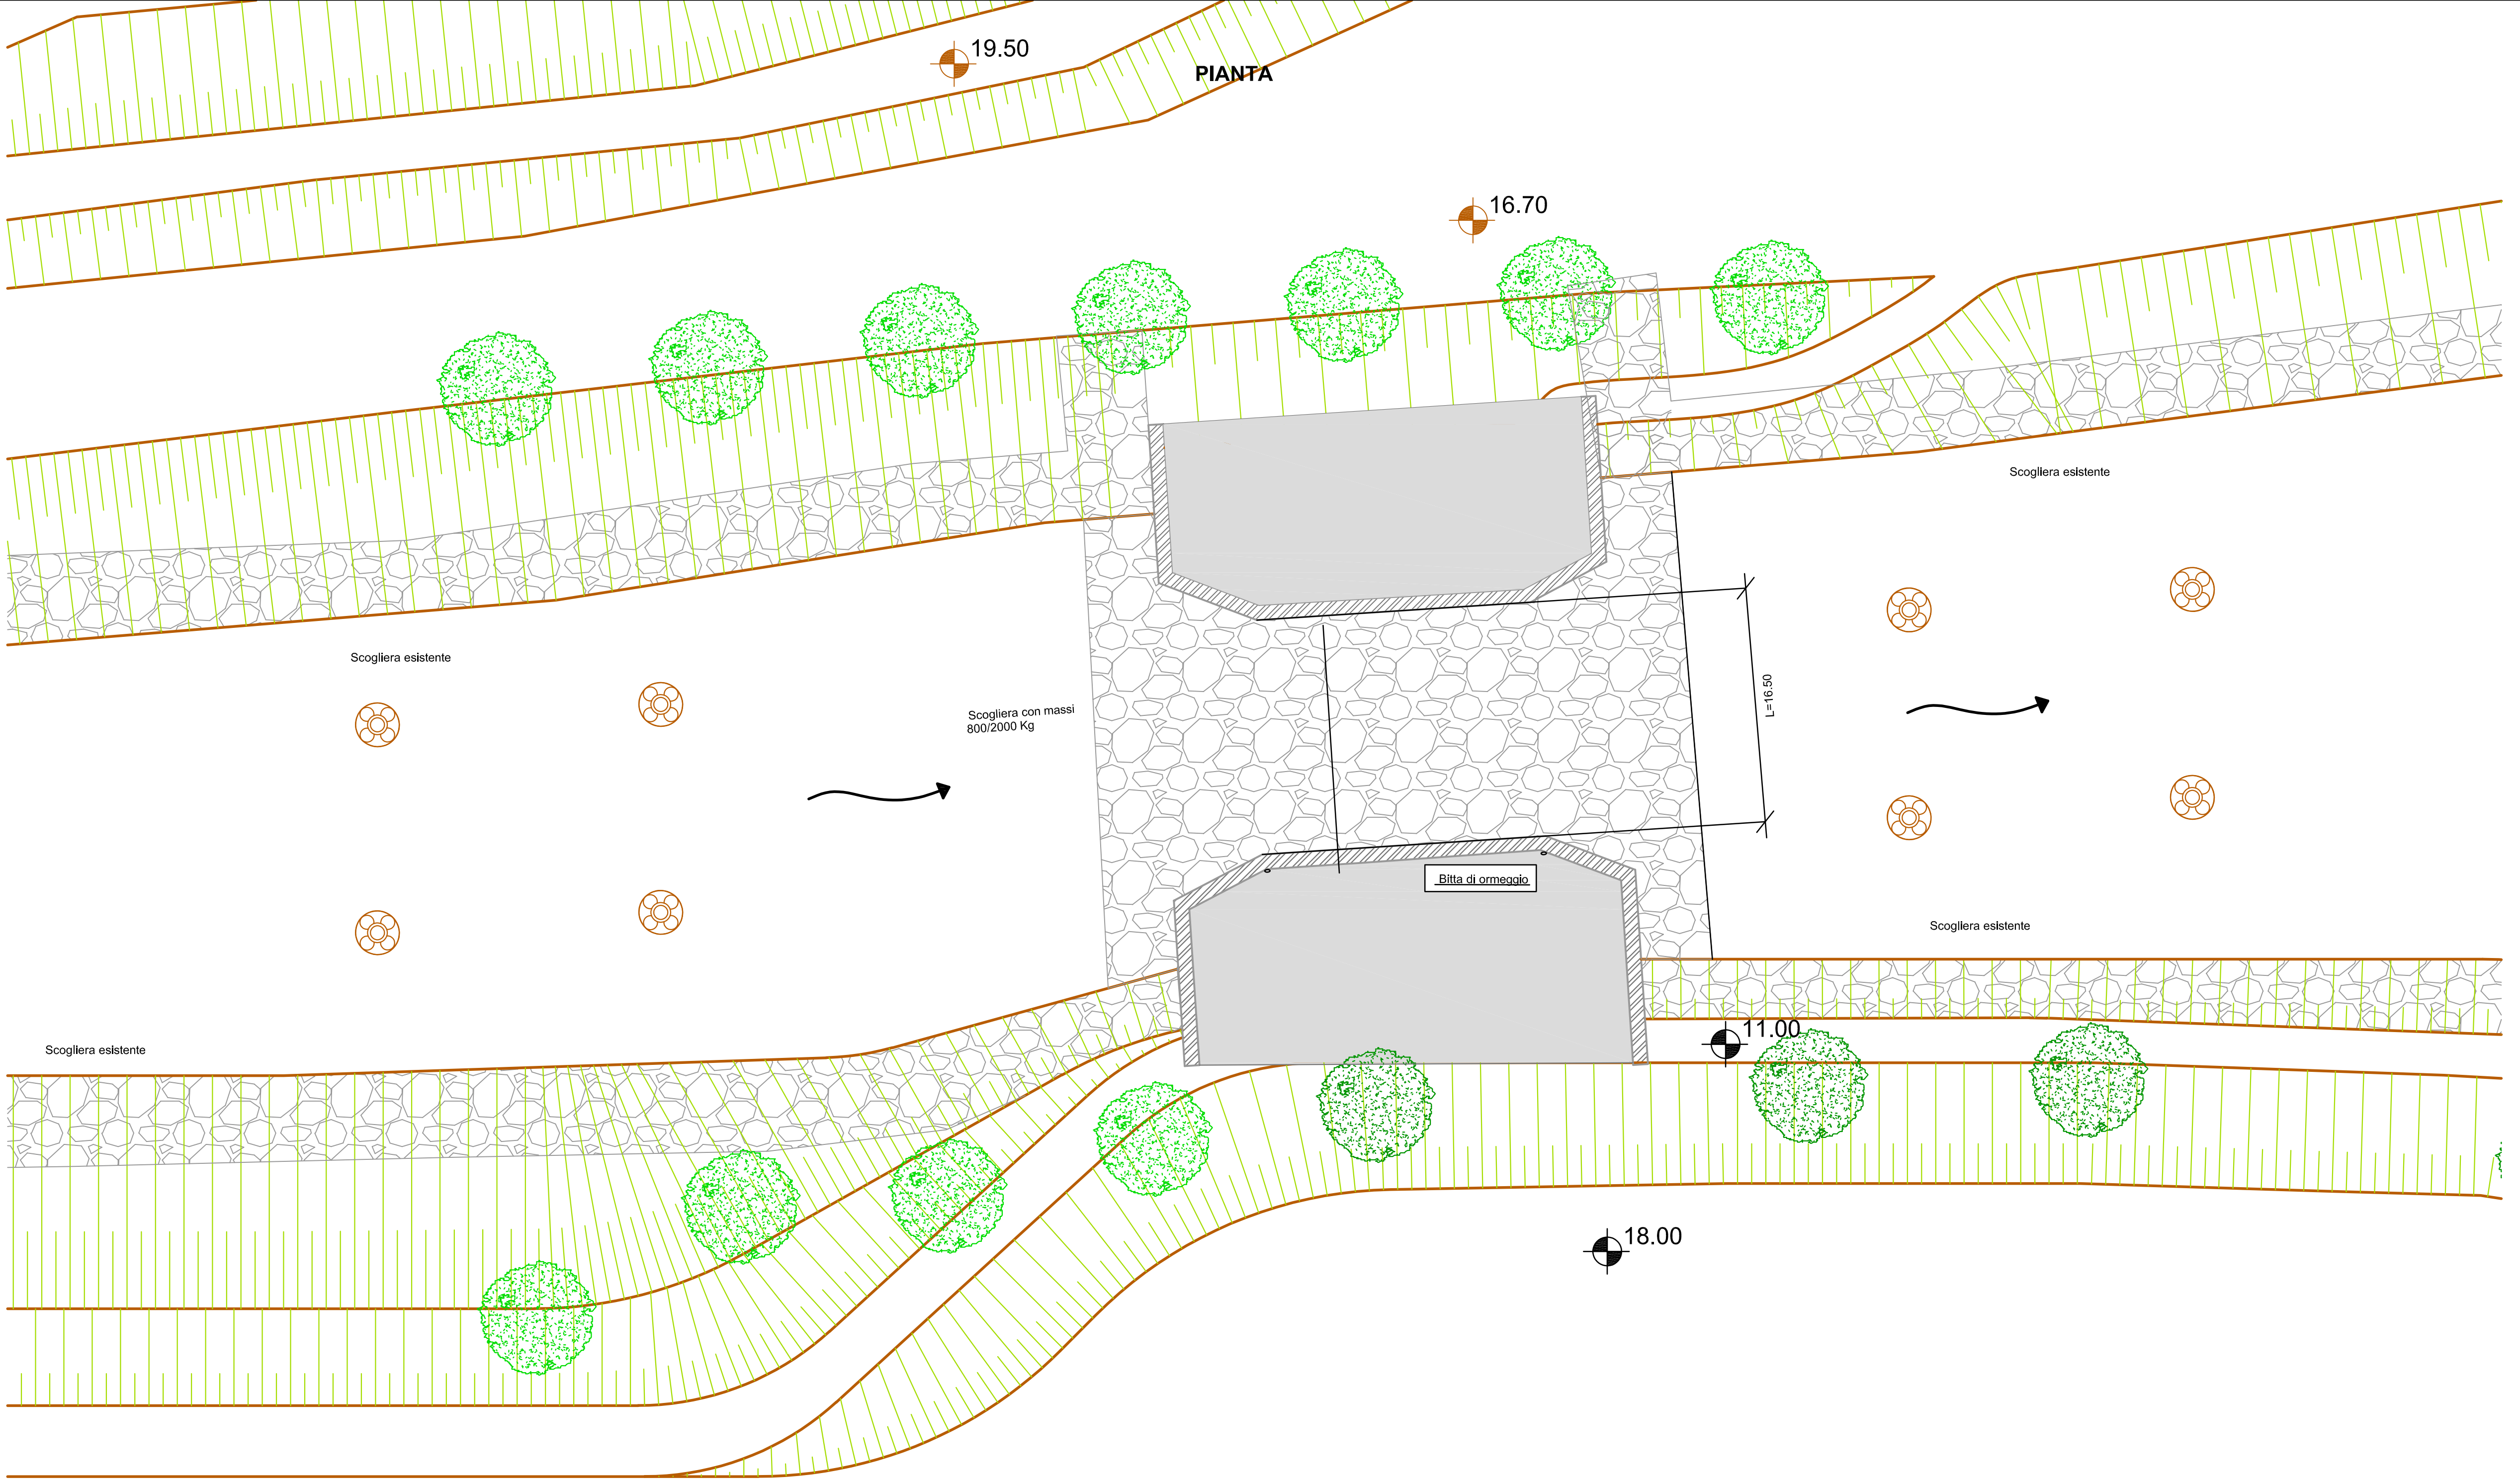 19.50
PIANTA
16.70
Scogliera esistente
Scogliera esistente
L=16.50
Scogliera con massi
800/2000 Kg
Bitta di ormeggio
Scogliera esistente
11.00
Scogliera esistente
18.00